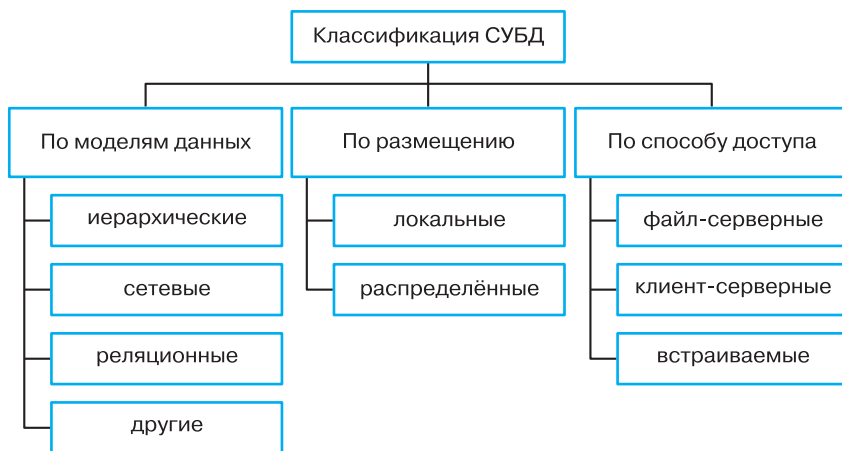 Классификация СУБД
По моделям данных
иерархические
сетевые
реляционные
другие
По размещению
локальные
распределённые
По способу доступа
файл-серверные
клиент-серверные
встраиваемые